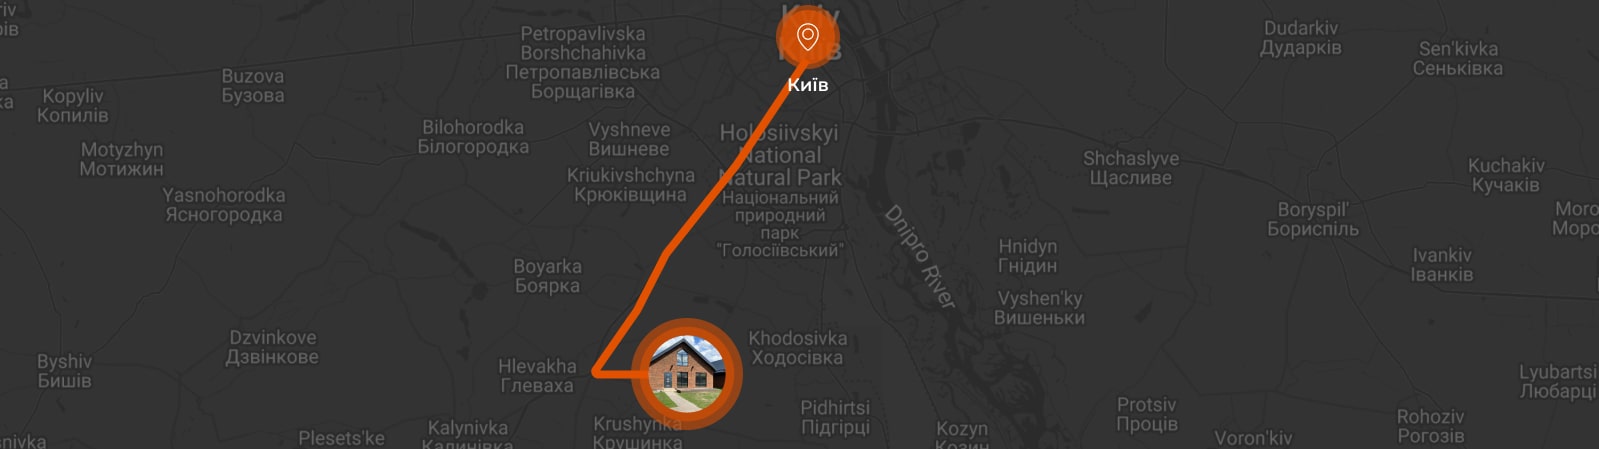 Petropavlivska
Borshchahivka
Петропавлівська
Борщагівка
Київ
Dudarkiv
Дударків
Sen'kivka
Сеньківка
Buzova
Бузова
Kopyliv
Копилів
Bilohorodka
Білогородка
Vyshneve
Вишневе
Holosiivskyi
National
Natural Park
Національний
природний
парк
"Голосіївський"
Motyzhyn
Мотижин
Kriukivshchyna
Крюківщина
Shchaslyve
Щасливе
Kuchakiv
Кучаків
Yasnohorodka
Ясногородка
Boryspil'
Бориспіль
Dnipro River
Hnidyn
Гнідин
Ivankiv
Іванків
Boyarka
Боярка
Vyshen'ky
Вишеньки
Dzvinkove
Дзвінкове
Khodosivka
Ходосівка
Byshiv
Бишів
Hlevakha
Глеваха
Lyubartsi
Любарці
Pidhirtsi
Підгірці
Protsiv
Проців
Rohoziv
Рогозів
Krushynka
Крушинка
Kalynivka
Калинівка
Plesets'ke
Kozyn
Козин
Voron'kiv